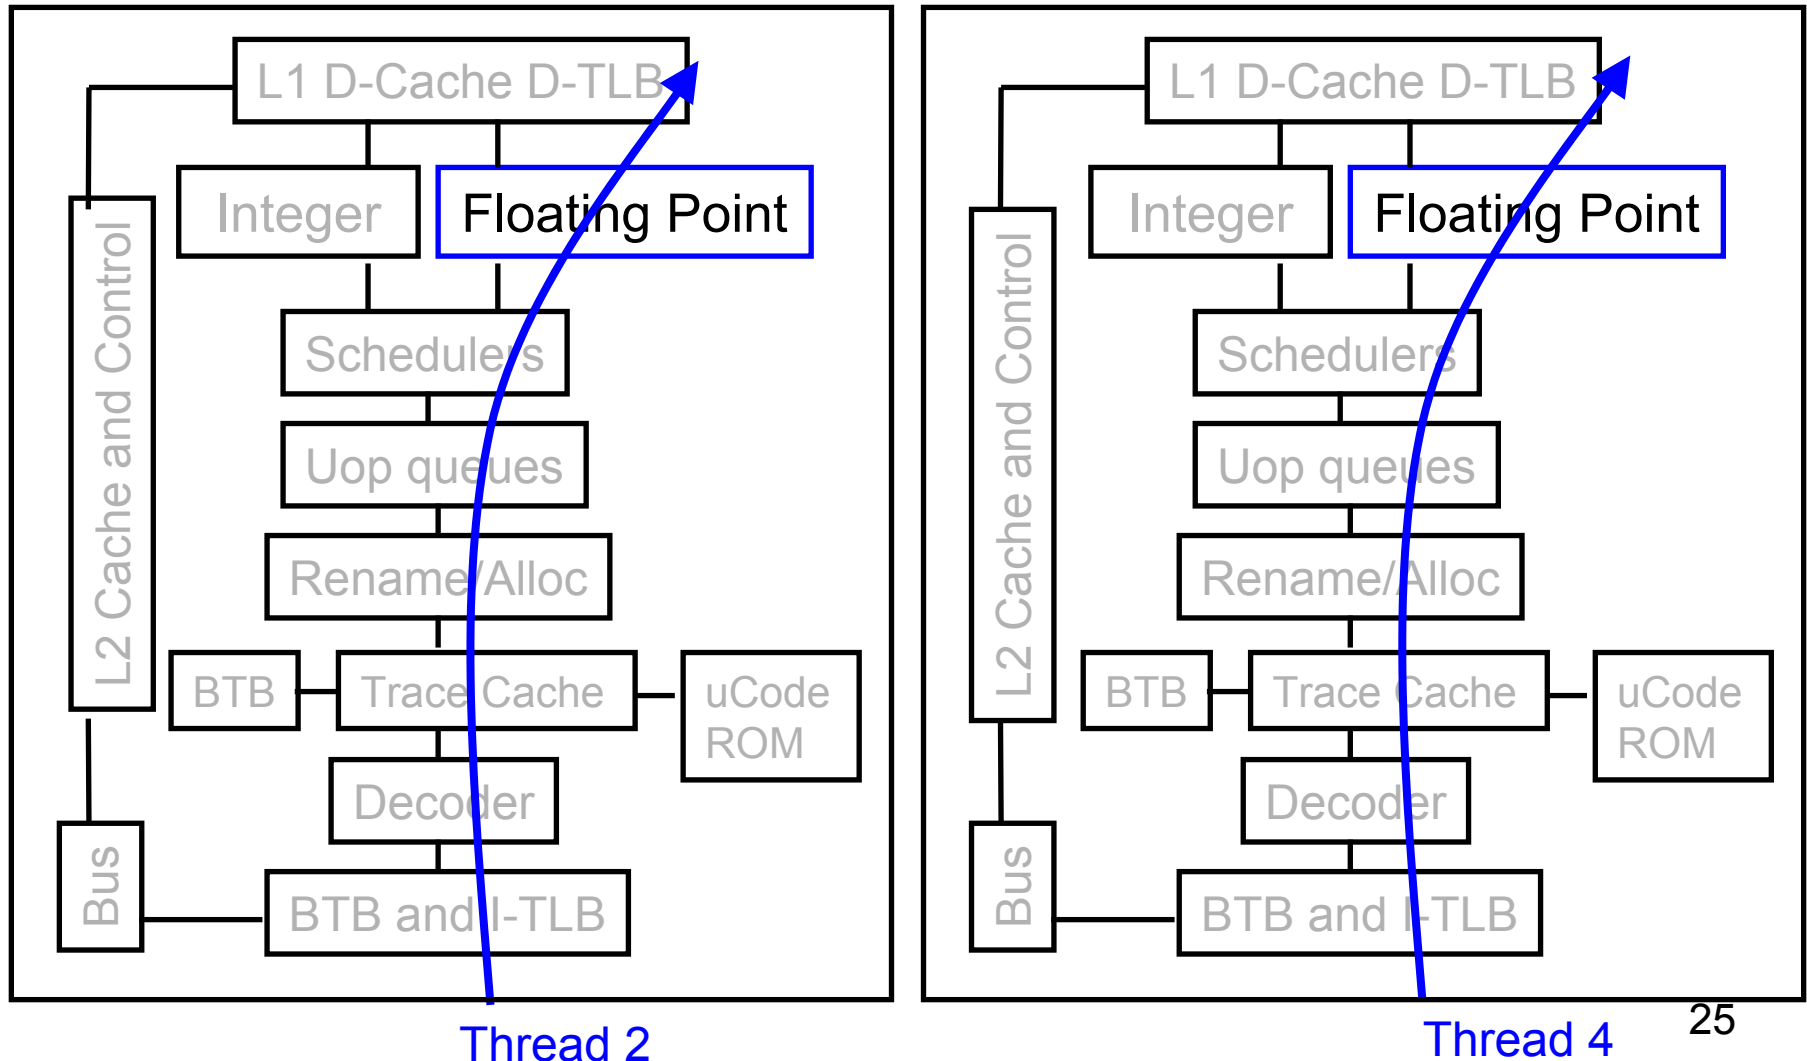 L1 D-Cache D-TLB
Integer
Floating Point
L2 Cache and Control
Schedulers
Uop queues
Rename/Alloc
BTB
Trace Cache
uCode
ROM
Decoder
Bus
BTB and I-TLB
Thread 2
L1 D-Cache D-TLB
Integer
Floating Point
L2 Cache and Control
Schedulers
Uop queues
Rename/Alloc
BTB
Trace Cache
uCode
ROM
Decoder
Bus
BTB and I-TLB
Thread 4
25